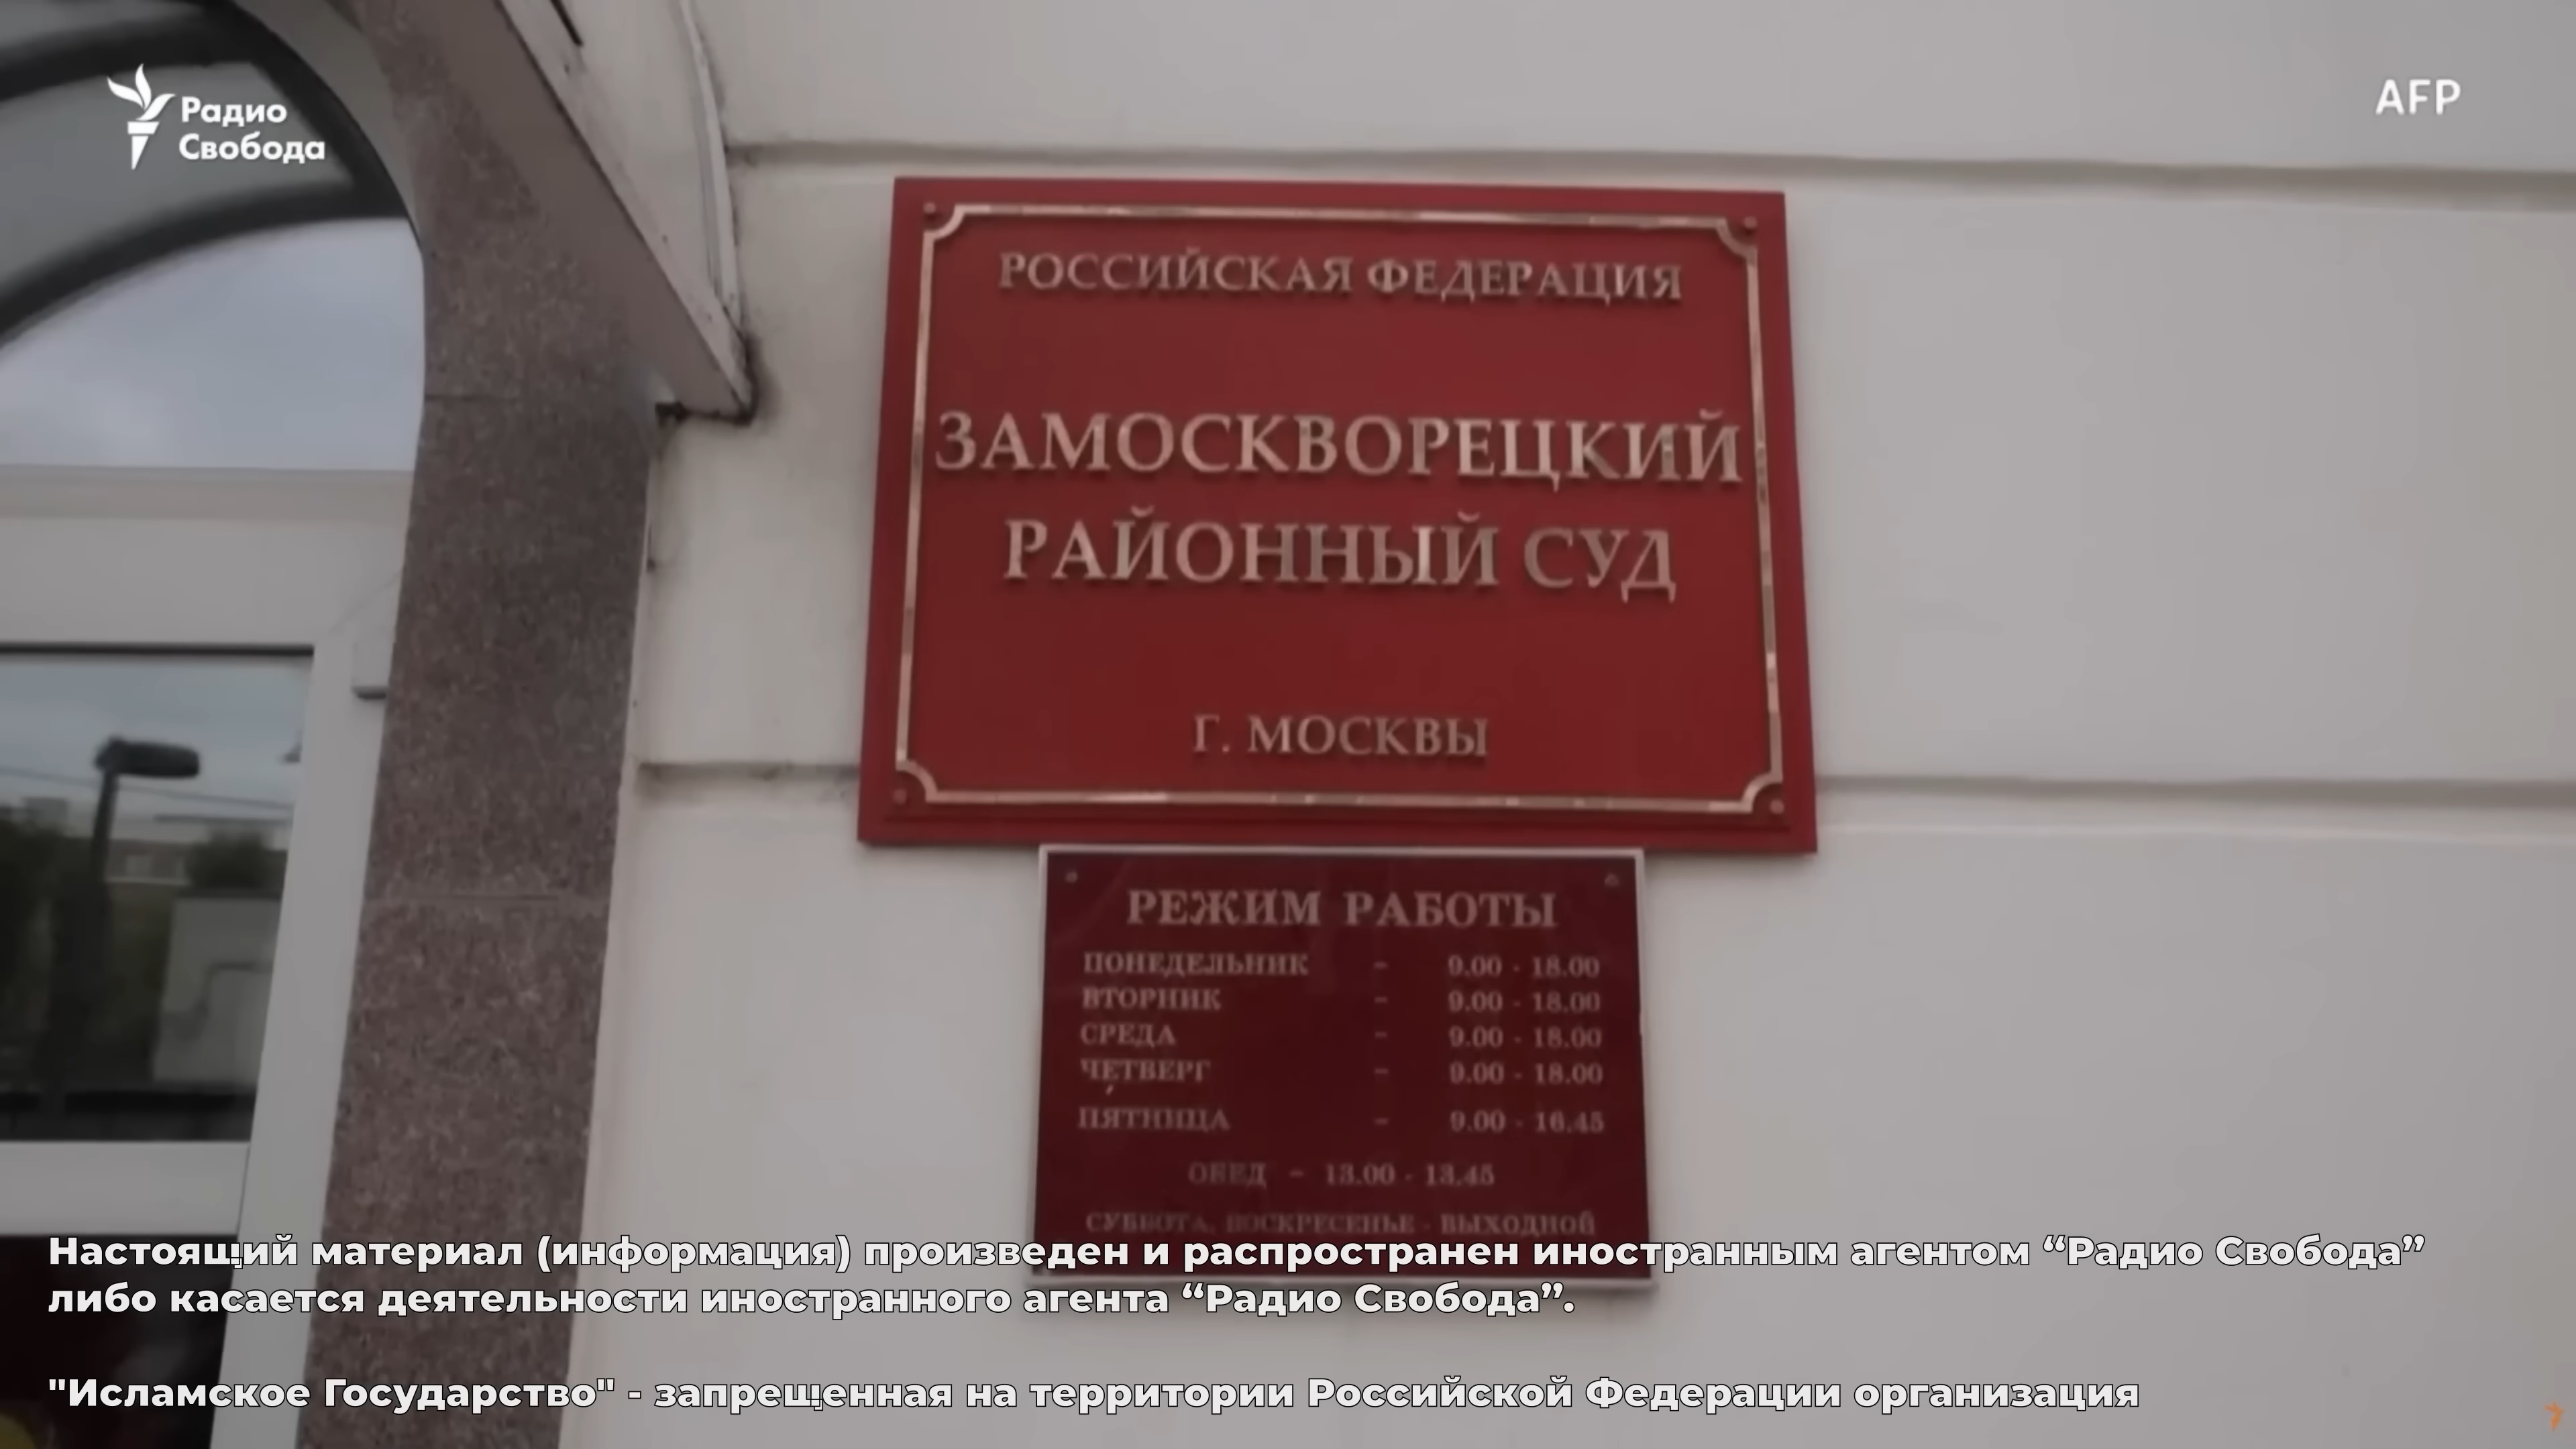 Радио
Свобода
AFP
РОССИЙСКАЯ ФЕДЕРАЦИЯ
ЗАМОСКВОРЕЦКИЙ
РАЙОННЫЙ СУД
Г. МОСКВЫ
РЕЖИМ РАБОТЫ
ПОНЕДЕЛЬНИК - 9.00 - 18.00
ВТОРНИК - 9.00 - 18.00
СРЕДА - 9.00 - 18.00
ЧЕТВЕРГ - 9.00 - 18.00
ПЯТНИЦА - 9.00 - 16.45
ОБЕД - 13.00 - 13.45
СУББОТА, ВОСКРЕСЕНЬЕ - ВЫХОДНОЙ
Настоящий материал (информация) произведен и распространен иностранным агентом “Радио Свобода”
либо касается деятельности иностранного агента “Радио Свобода”.
"Исламское Государство" - запрещенная на территории Российской Федерации организация